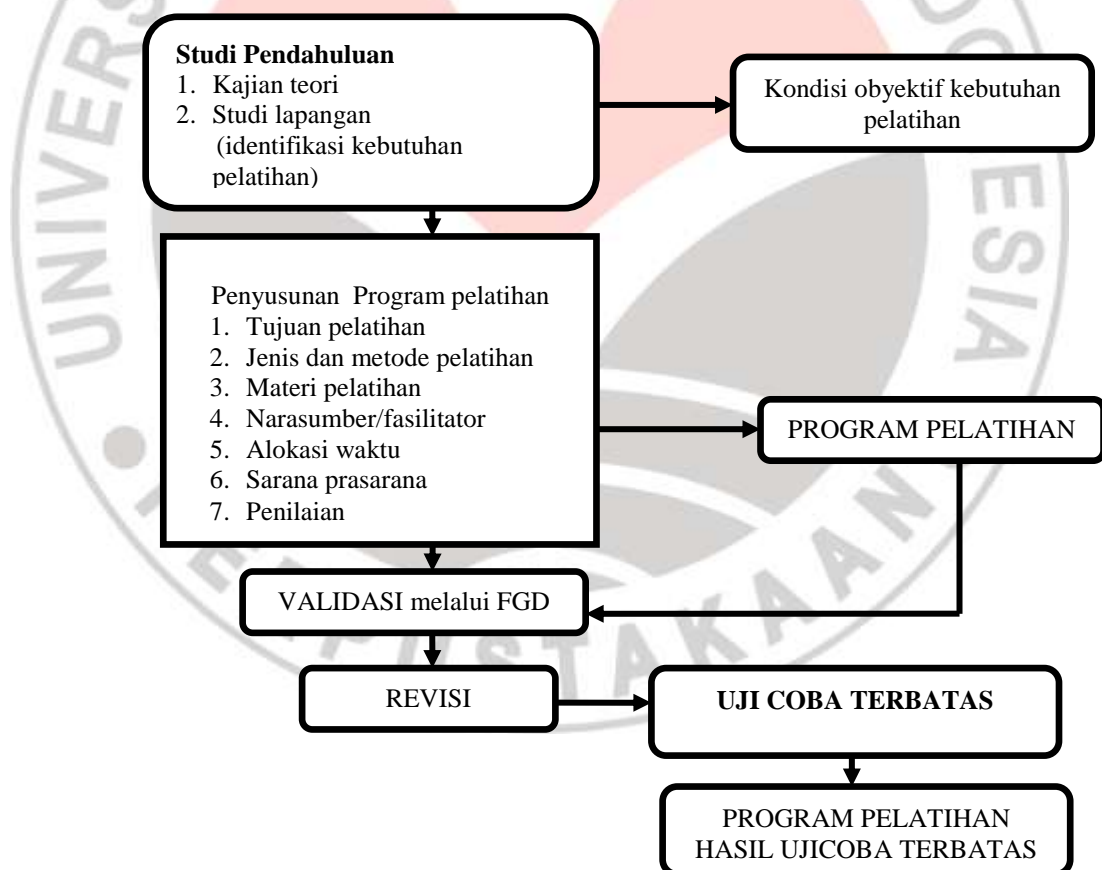 Studi Pendahuluan
1. Kajian teori
2. Studi lapangan
(identifikasi kebutuhan
pelatihan)
Kondisi obyektif kebutuhan
pelatihan
Penyusunan Program pelatihan
1. Tujuan pelatihan
2. Jenis dan metode pelatihan
3. Materi pelatihan
4. Narasumber/fasilitator
5. Alokasi waktu
6. Sarana prasarana
7. Penilaian
PROGRAM PELATIHAN
VALIDASI melalui FGD
REVISI
UJI COBA TERBATAS
PROGRAM PELATIHAN
HASIL UJICOBA TERBATAS